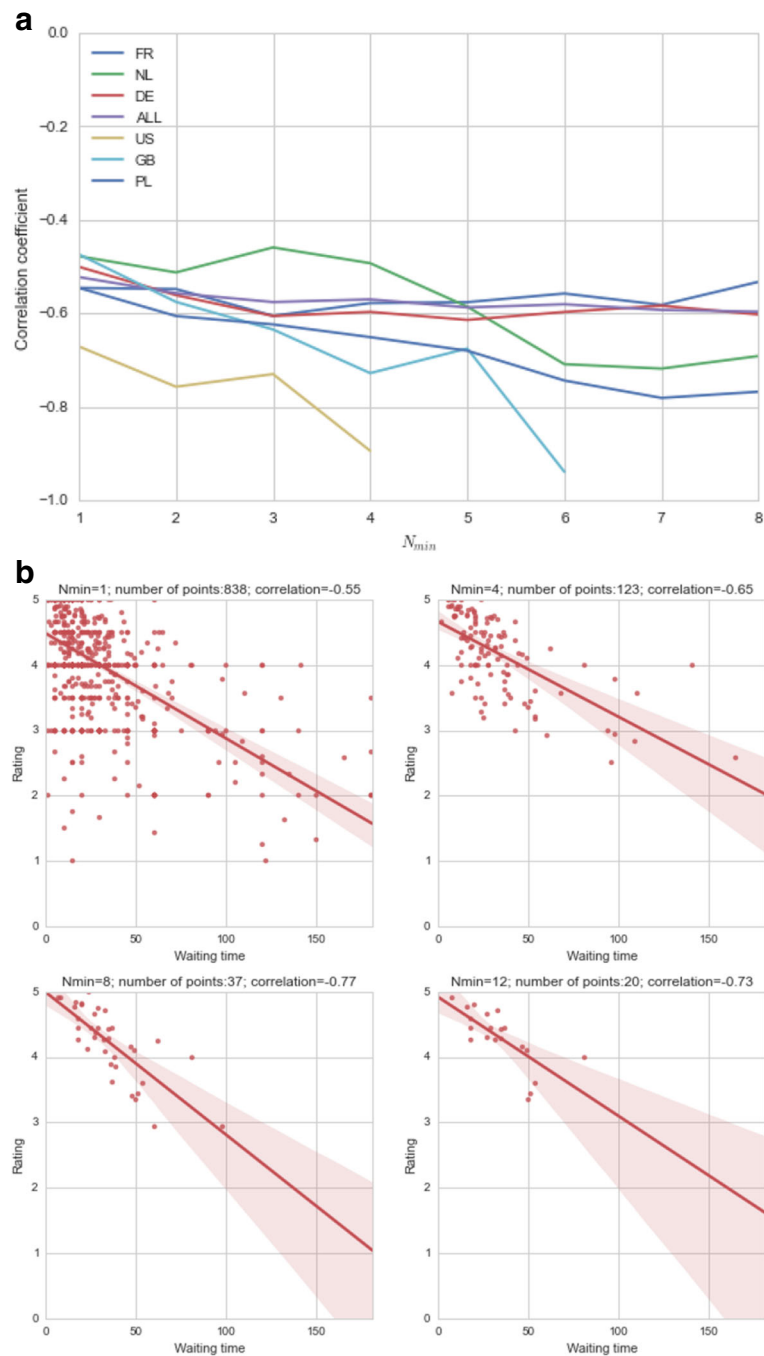 a
0.0
−0.2
−0.4
−0.6
−0.8
−1.0
Correlation coefficient
FR
NL
DE
ALL
US
GB
PL
1 2 3 4 5 6 7 8
N_min
b
Nmin=1; number of points:838; correlation=-0.55
5
4
3
2
1
0
Rating
0 50 100 150
Waiting time
Nmin=4; number of points:123; correlation=-0.65
5
4
3
2
1
0
Rating
0 50 100 150
Waiting time
Nmin=8; number of points:37; correlation=-0.77
5
4
3
2
1
0
Rating
0 50 100 150
Waiting time
Nmin=12; number of points:20; correlation=-0.73
5
4
3
2
1
0
Rating
0 50 100 150
Waiting time